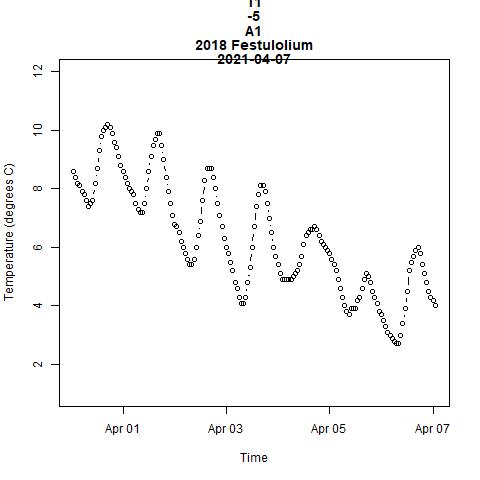 T1
-5
A1
2018 Festulolium
2021-04-07
12
10
8
6
4
2
Temperature (degrees C)
Apr 01 Apr 03 Apr 05 Apr 07
Time